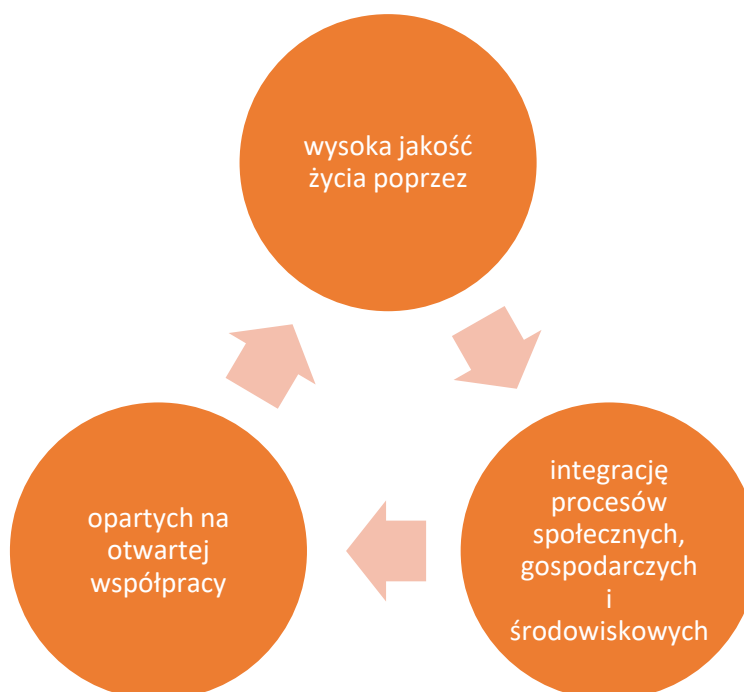 wysoka jakość
życia poprzez
integrację
procesów
społecznych,
gospodarczych
i
środowiskowych
opartych na
otwartej
współpracy